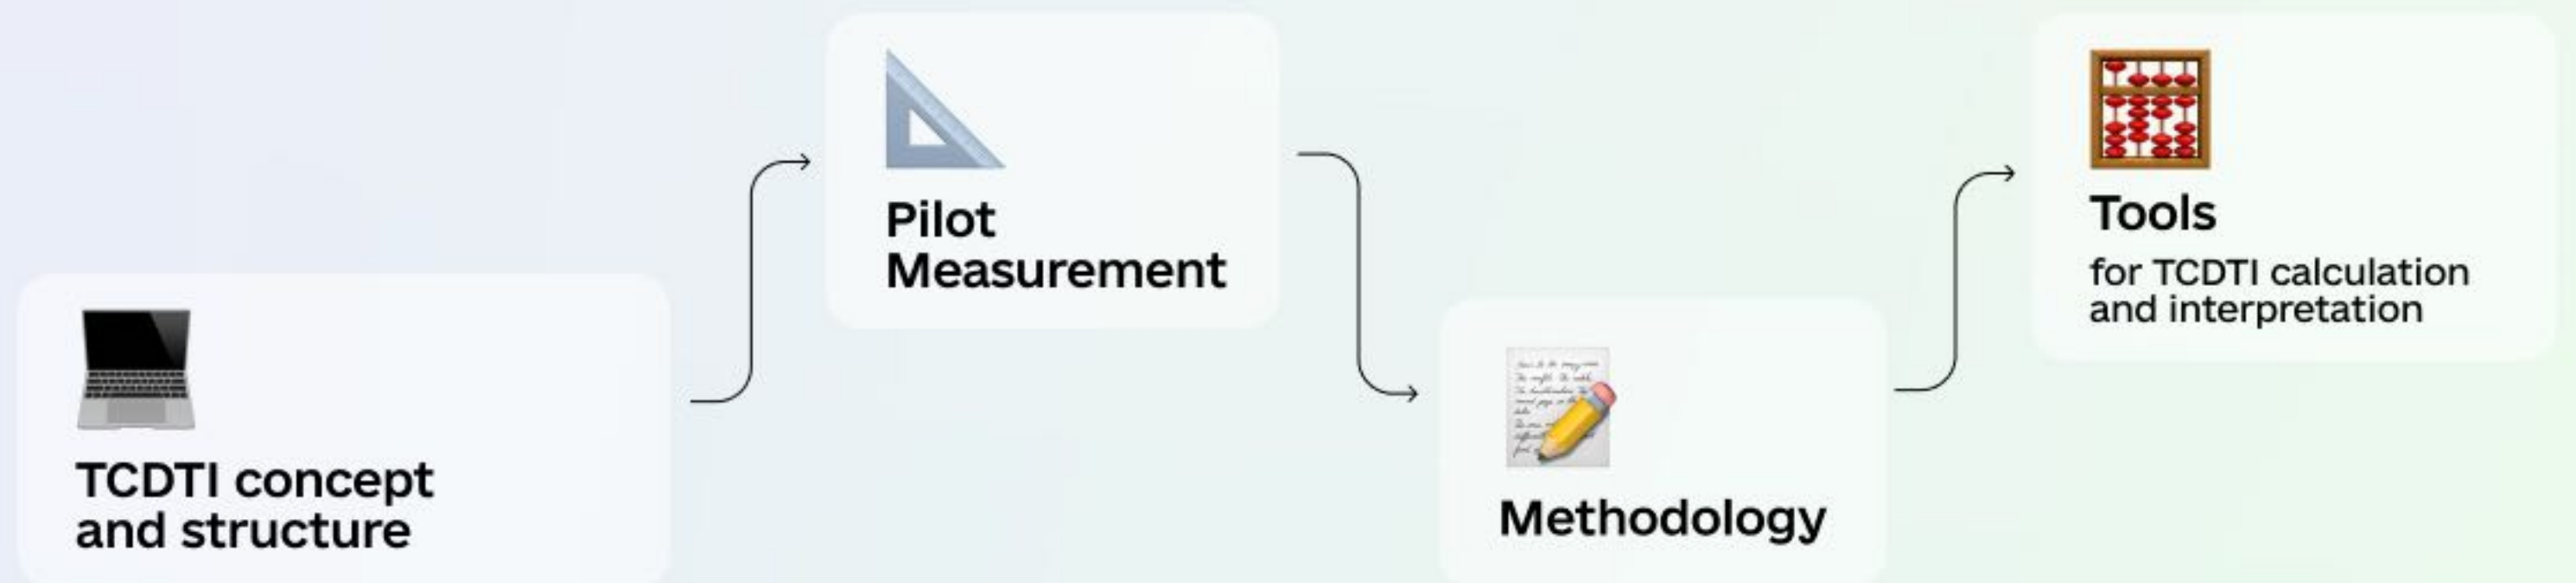 TCDTI concept
and structure
Pilot
Measurement
Methodology
Tools
for TCDTI calculation
and interpretation